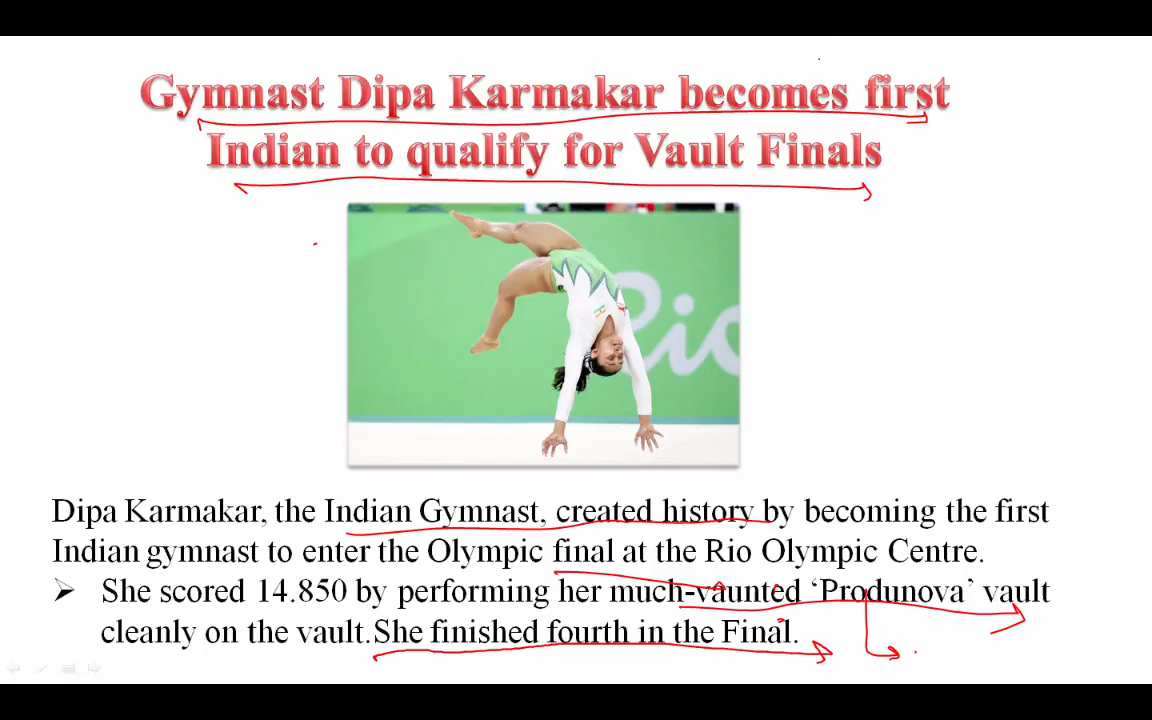 Gymnast Dipa Karmakar becomes first
Indian to qualify for Vault Finals
Rio
Dipa Karmakar, the Indian Gymnast, created history by becoming the first
Indian gymnast to enter the Olympic final at the Rio Olympic Centre.
She scored 14.850 by performing her much-vaunted ‘Produnova’ vault
cleanly on the vault.She finished fourth in the Final.